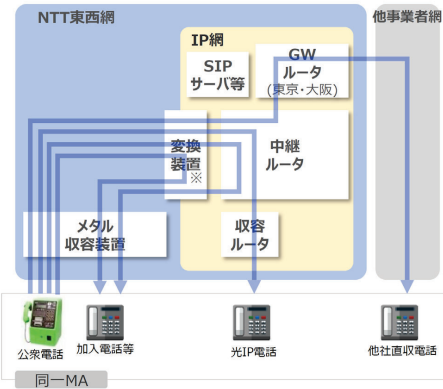 NTT東西網
他事業者網
IP網
SIP
サーバ等
GW
ルータ
(東京・大阪)
変換
装置
※
中継
ルータ
メタル
収容装置
収容
ルータ
公衆電話
加入電話等
光IP電話
他社直収電話
同一MA